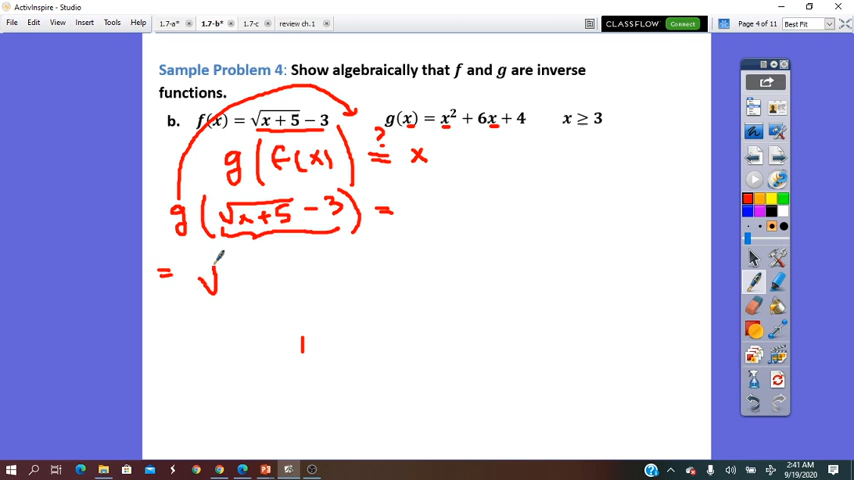 ActivInspire - Studio
File Edit View Insert Tools Help
1.7-a* 1.7-b* 1.7-c review ch.1
CLASSFLOW Connect Page 4 of 11 Best Fit
Sample Problem 4: Show algebraically that f and g are inverse
functions.
b. f(x) = √x + 5 − 3 g(x) = x² + 6x + 4 x ≥ 3
g(f(x)) ≟ x
g(√x+5 − 3) =
= √
2:41 AM
9/19/2020